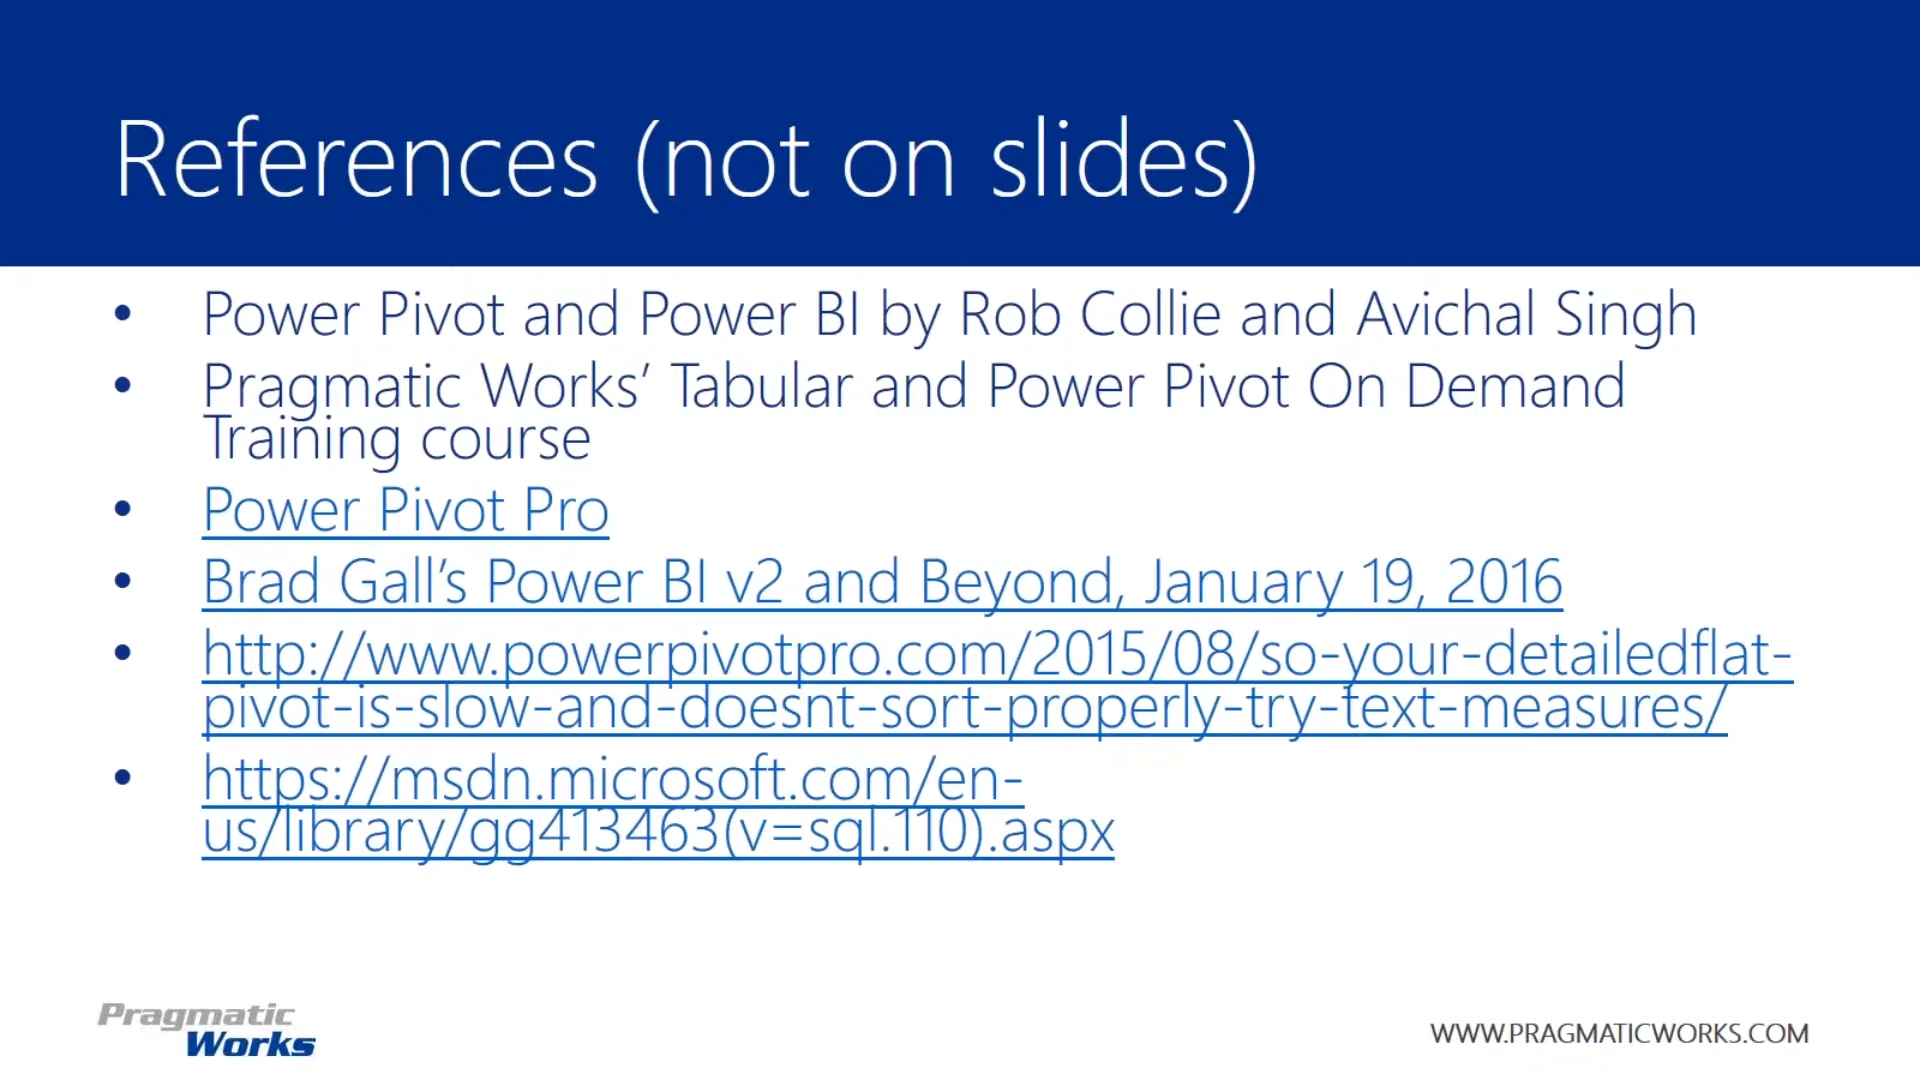 References (not on slides)
• Power Pivot and Power BI by Rob Collie and Avichal Singh
• Pragmatic Works’ Tabular and Power Pivot On Demand
Training course
• Power Pivot Pro
• Brad Gall’s Power BI v2 and Beyond, January 19, 2016
• http://www.powerpivotpro.com/2015/08/so-your-detailedflat-
pivot-is-slow-and-doesnt-sort-properly-try-text-measures/
• https://msdn.microsoft.com/en-
us/library/gg413463(v=sql.110).aspx
Pragmatic
Works
WWW.PRAGMATICWORKS.COM